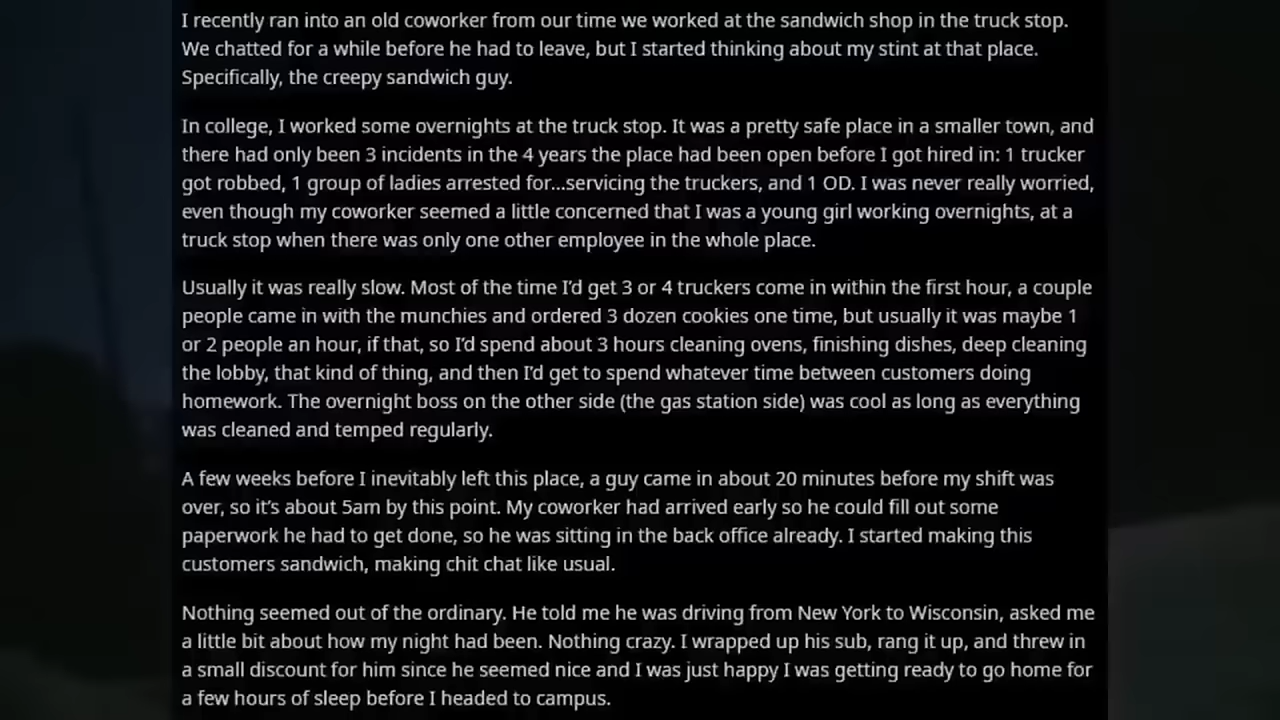 I recently ran into an old coworker from our time we worked at the sandwich shop in the truck stop.
We chatted for a while before he had to leave, but I started thinking about my stint at that place.
Specifically, the creepy sandwich guy.
In college, I worked some overnights at the truck stop. It was a pretty safe place in a smaller town, and
there had only been 3 incidents in the 4 years the place had been open before I got hired in: 1 trucker
got robbed, 1 group of ladies arrested for...servicing the truckers, and 1 OD. I was never really worried,
even though my coworker seemed a little concerned that I was a young girl working overnights, at a
truck stop when there was only one other employee in the whole place.
Usually it was really slow. Most of the time I’d get 3 or 4 truckers come in within the first hour, a couple
people came in with the munchies and ordered 3 dozen cookies one time, but usually it was maybe 1
or 2 people an hour, if that, so I’d spend about 3 hours cleaning ovens, finishing dishes, deep cleaning
the lobby, that kind of thing, and then I’d get to spend whatever time between customers doing
homework. The overnight boss on the other side (the gas station side) was cool as long as everything
was cleaned and temped regularly.
A few weeks before I inevitably left this place, a guy came in about 20 minutes before my shift was
over, so it’s about 5am by this point. My coworker had arrived early so he could fill out some
paperwork he had to get done, so he was sitting in the back office already. I started making this
customers sandwich, making chit chat like usual.
Nothing seemed out of the ordinary. He told me he was driving from New York to Wisconsin, asked me
a little bit about how my night had been. Nothing crazy. I wrapped up his sub, rang it up, and threw in
a small discount for him since he seemed nice and I was just happy I was getting ready to go home for
a few hours of sleep before I headed to campus.